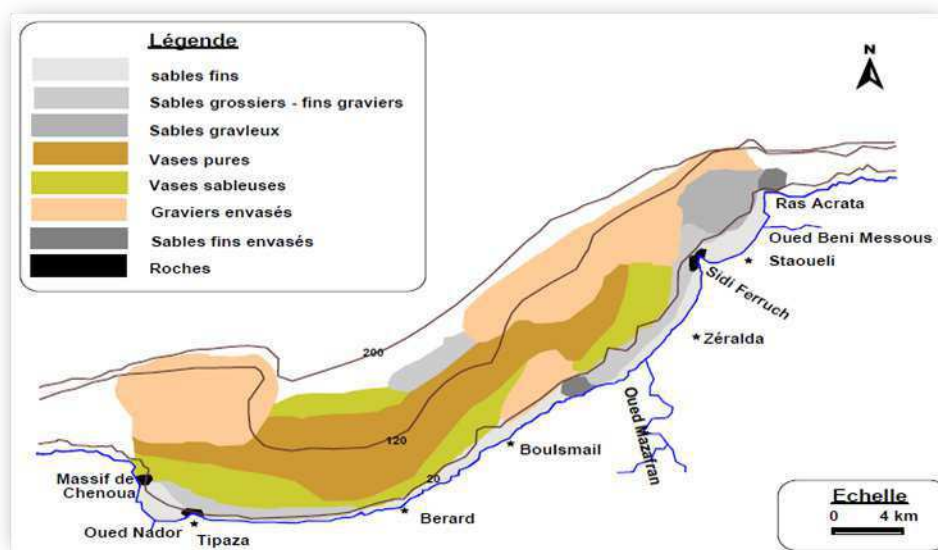 Légende
sables fins
Sables grossiers - fins graviers
Sables gravleux
Vases pures
Vases sableuses
Graviers envasés
Sables fins envasés
Roches
N
Ras Acrata
Oued Beni Messous
Staoueli
Sidi Ferruch
Zéralda
200
Oued Mazafran
120
Boulsmail
20
Massif de
Chenoua
Berard
Oued Nador
Tipaza
Echelle
0 4 km